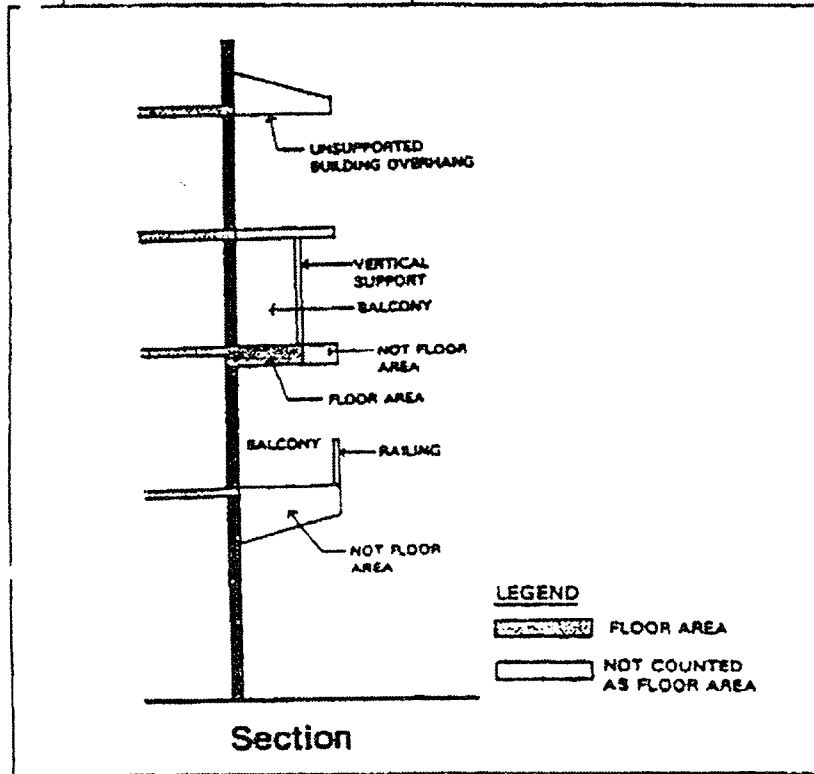 UNSUPPORTED
BUILDING OVERHANG
VERTICAL
SUPPORT
BALCONY
NOT FLOOR
AREA
FLOOR AREA
BALCONY
RAILING
NOT FLOOR
AREA
LEGEND
FLOOR AREA
NOT COUNTED
AS FLOOR AREA
Section